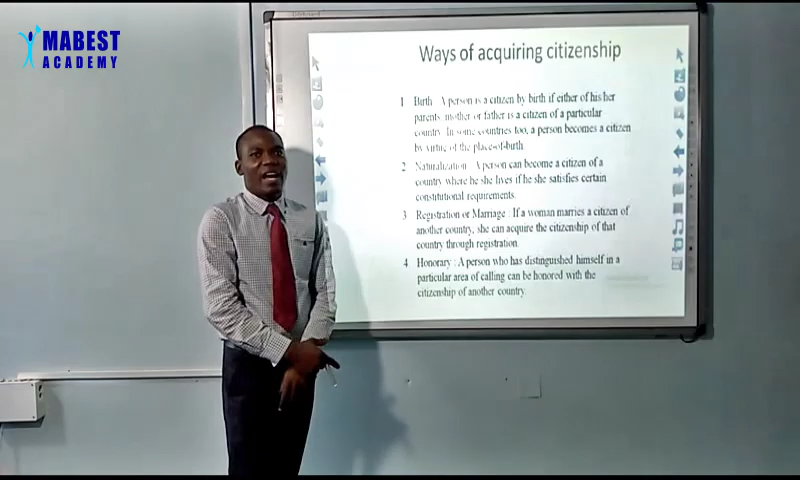 MABEST
ACADEMY
Ways of acquiring citizenship
1 Birth : A person is a citizen by birth if either of his/her
parents, mother or father is a citizen of a particular
country. In some countries too, a person becomes a citizen
by virtue of the place-of-birth.
2 Naturalization : A person can become a citizen of a
country where he/she lives if he/she satisfies certain
constitutional requirements.
3 Registration or Marriage : If a woman marries a citizen of
another country, she can acquire the citizenship of that
country through registration.
4 Honorary : A person who has distinguished himself in a
particular area of calling can be honored with the
citizenship of another country.